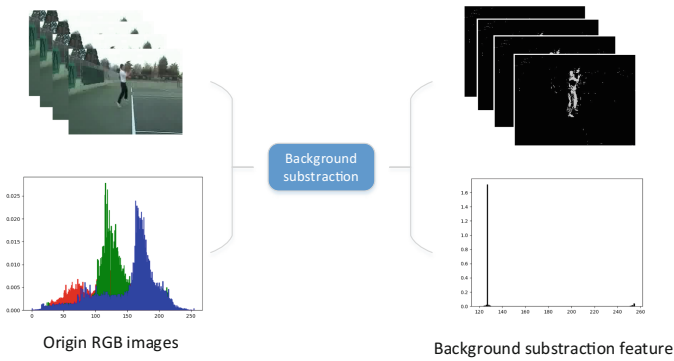 Background
substraction
0.025
0.020
0.015
0.010
0.005
0.000
0 50 100 150 200 250
Origin RGB images
1.6
1.4
1.2
1.0
0.8
0.6
0.4
0.2
0.0
120 140 160 180 200 220 240 260
Background substraction feature